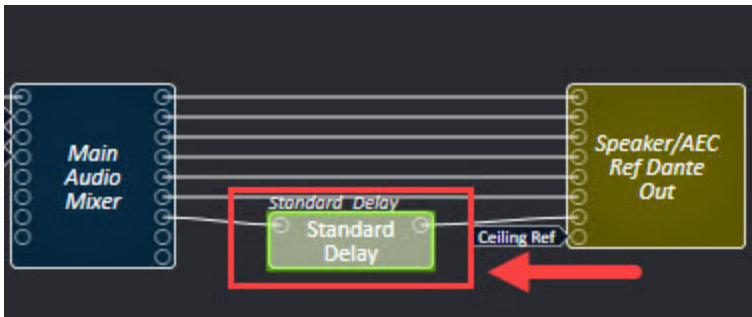 Main
Audio
Mixer
Standard Delay
Standard
Delay
Ceiling Ref
Speaker/AEC
Ref Dante
Out